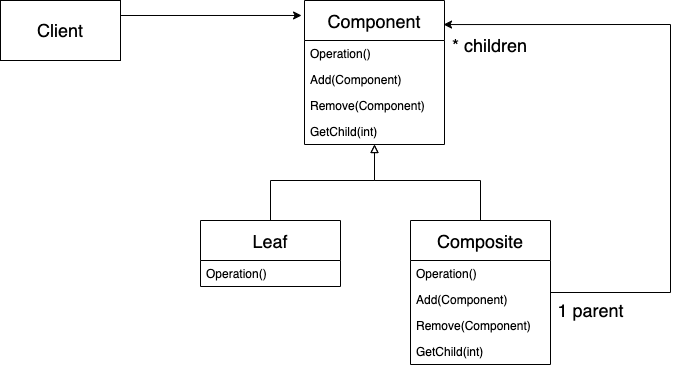 Client
Component
Operation()
Add(Component)
Remove(Component)
GetChild(int)
* children
Leaf
Operation()
Composite
Operation()
Add(Component)
Remove(Component)
GetChild(int)
1 parent